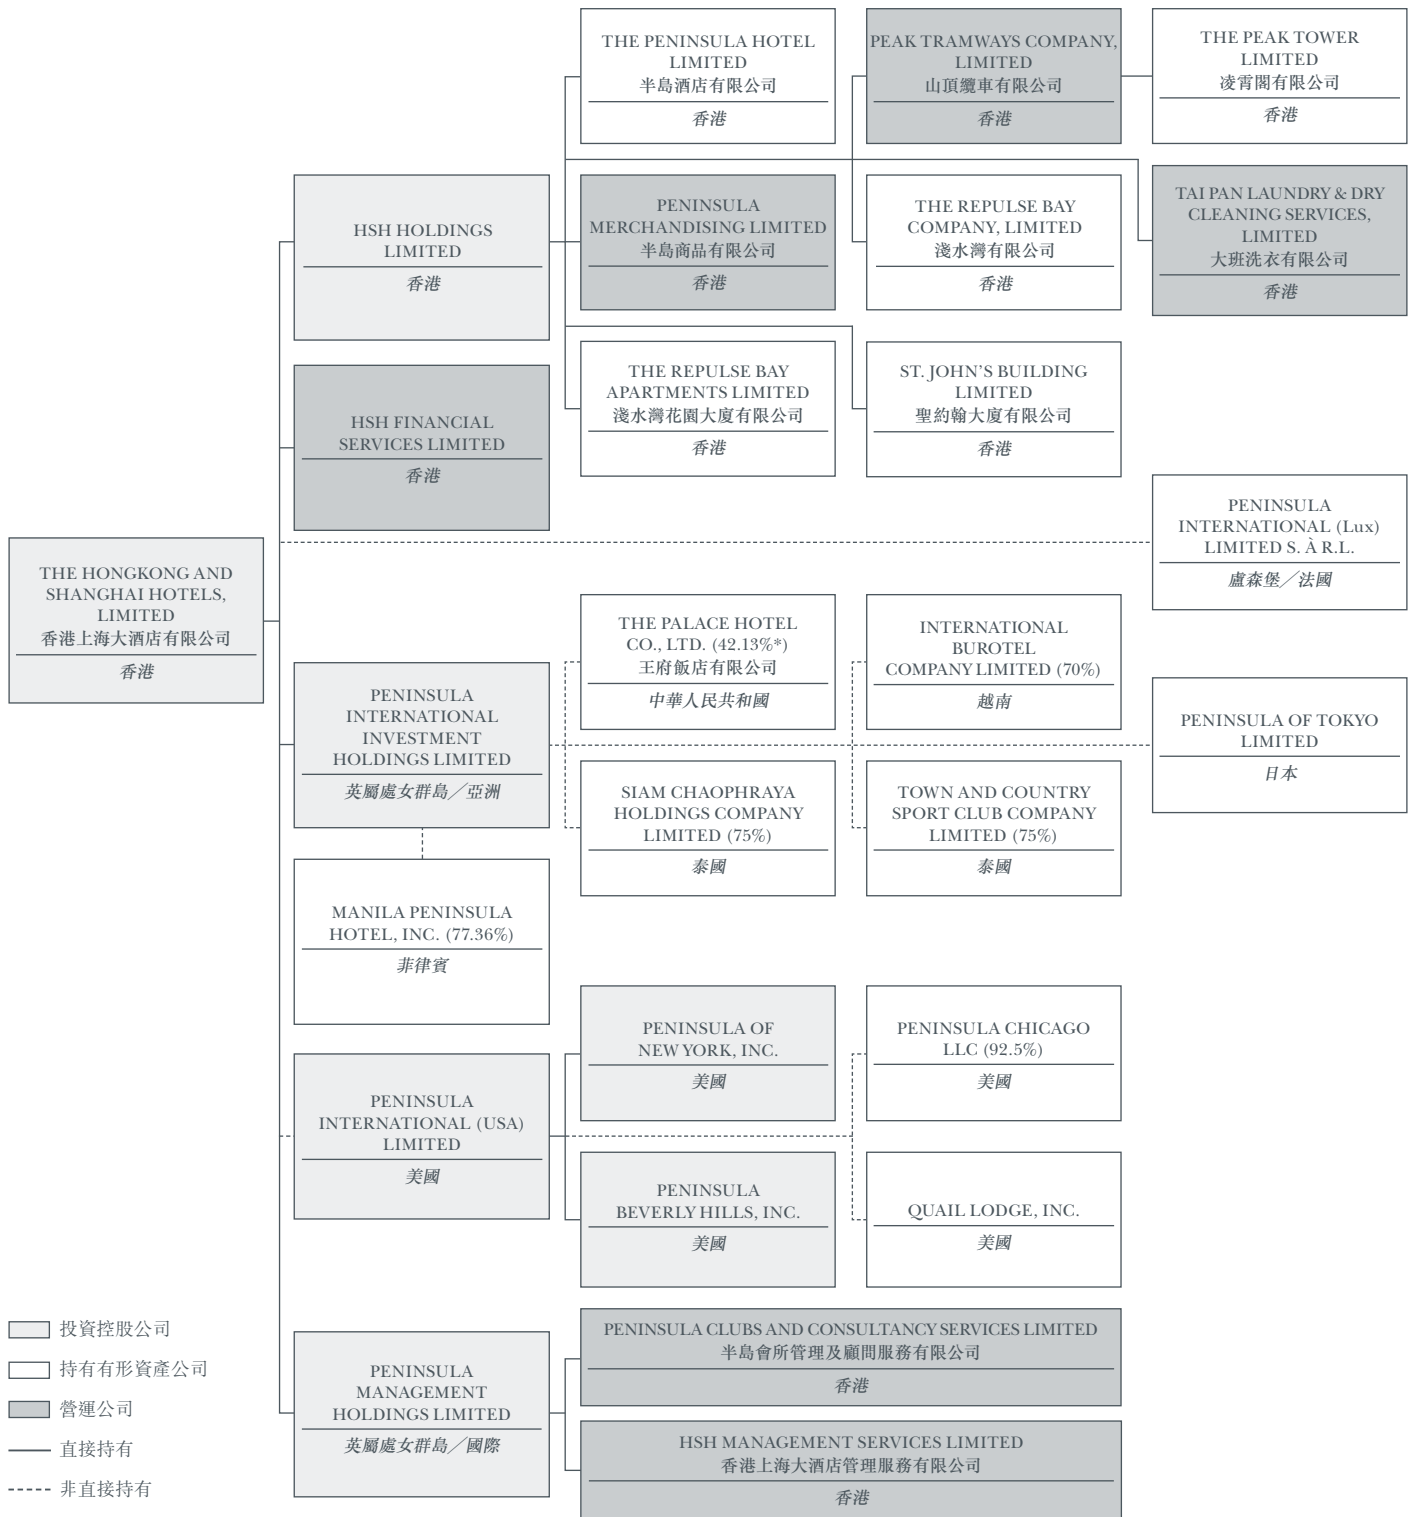 THE PENINSULA HOTEL
LIMITED
半島酒店有限公司
香港
PEAK TRAMWAYS COMPANY,
LIMITED
山頂纜車有限公司
香港
THE PEAK TOWER
LIMITED
凌霄閣有限公司
香港
HSH HOLDINGS
LIMITED
香港
PENINSULA
MERCHANDISING LIMITED
半島商品有限公司
香港
THE REPULSE BAY
COMPANY, LIMITED
淺水灣有限公司
香港
TAI PAN LAUNDRY & DRY
CLEANING SERVICES,
LIMITED
大班洗衣有限公司
香港
THE REPULSE BAY
APARTMENTS LIMITED
淺水灣花園大廈有限公司
香港
ST. JOHN'S BUILDING
LIMITED
聖約翰大廈有限公司
香港
HSH FINANCIAL
SERVICES LIMITED
香港
PENINSULA
INTERNATIONAL (Lux)
LIMITED S. À R.L.
盧森堡／法國
THE HONGKONG AND
SHANGHAI HOTELS,
LIMITED
香港上海大酒店有限公司
香港
PENINSULA
INTERNATIONAL
INVESTMENT
HOLDINGS LIMITED
英屬處女群島／亞洲
THE PALACE HOTEL
CO., LTD. (42.13%*)
王府飯店有限公司
中華人民共和國
INTERNATIONAL
BUROTEL
COMPANY LIMITED (70%)
越南
PENINSULA OF TOKYO
LIMITED
日本
SIAM CHAOPHRAYA
HOLDINGS COMPANY
LIMITED (75%)
泰國
TOWN AND COUNTRY
SPORT CLUB COMPANY
LIMITED (75%)
泰國
MANILA PENINSULA
HOTEL, INC. (77.36%)
菲律賓
PENINSULA
INTERNATIONAL (USA)
LIMITED
美國
PENINSULA OF
NEW YORK, INC.
美國
PENINSULA CHICAGO
LLC (92.5%)
美國
PENINSULA
BEVERLY HILLS, INC.
美國
QUAIL LODGE, INC.
美國
PENINSULA
MANAGEMENT
HOLDINGS LIMITED
英屬處女群島／國際
PENINSULA CLUBS AND CONSULTANCY SERVICES LIMITED
半島會所管理及顧問服務有限公司
香港
HSH MANAGEMENT SERVICES LIMITED
香港上海大酒店管理服務有限公司
香港
投資控股公司
持有有形資產公司
營運公司
直接持有
非直接持有